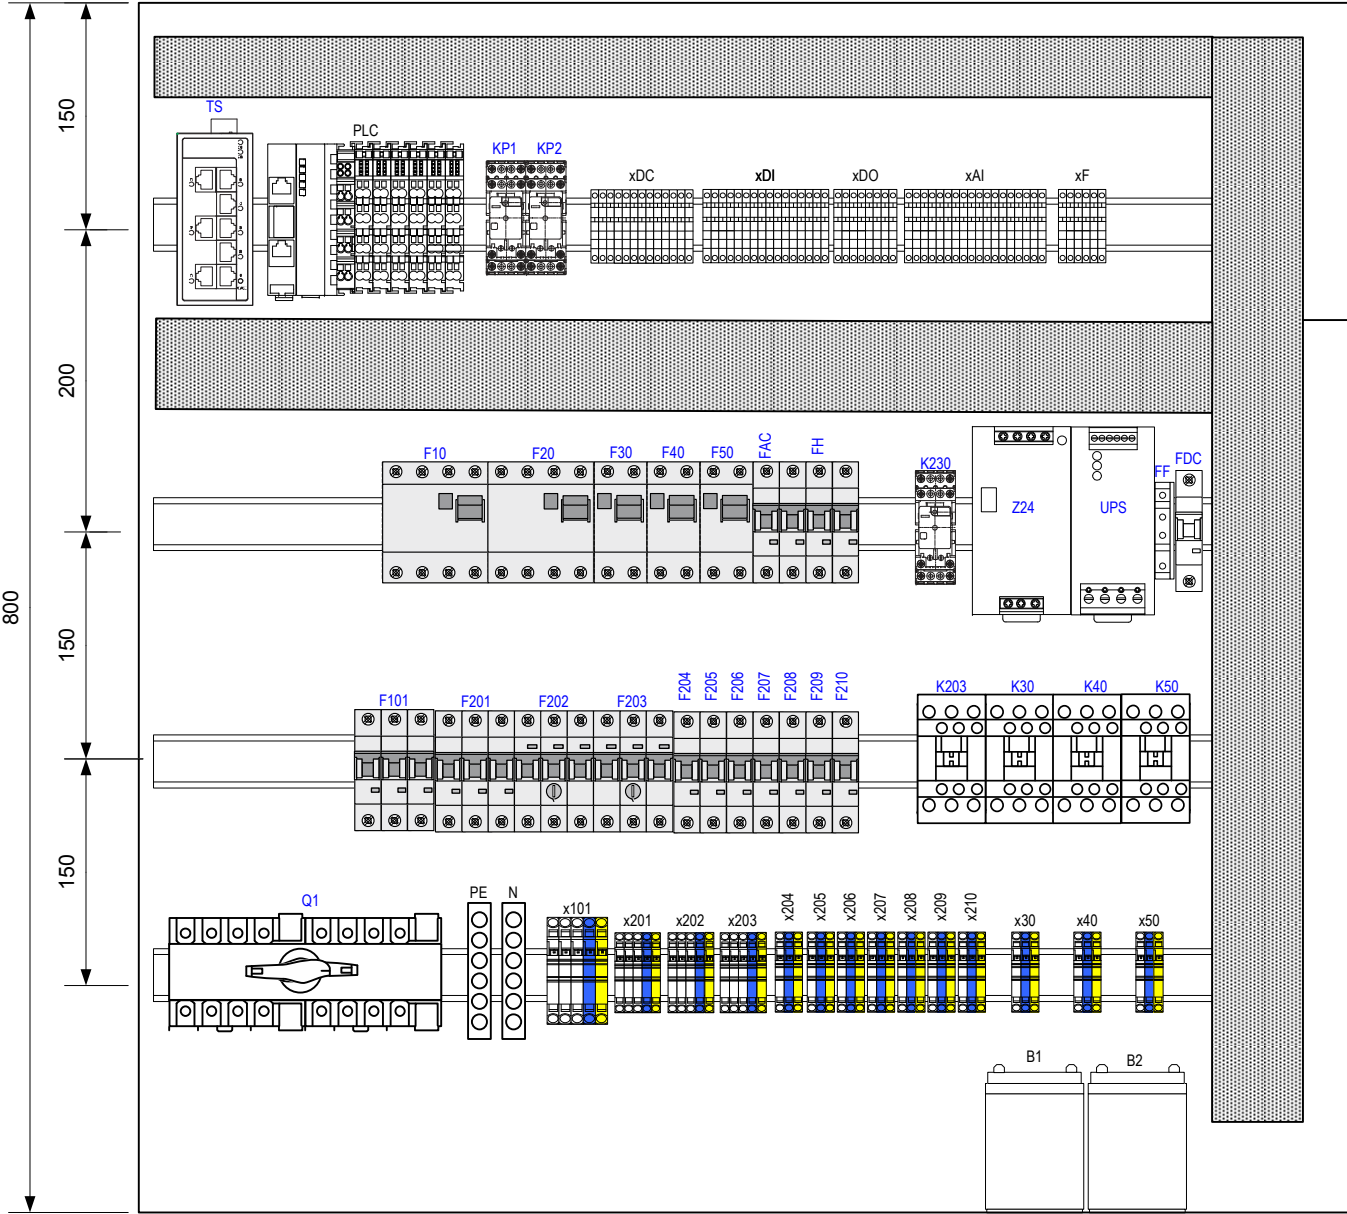 TS
PLC
KP1 KP2
xDC xDI xDO xAI xF
150
200
F10 F20 F30 F40 F50 FAC FH
K230 Z24 UPS FF FDC
800
150
F101 F201 F202 F203 F204 F205 F206 F207 F208 F209 F210
K203 K30 K40 K50
150
Q1 PE N x101 x201 x202 x203 x204 x205 x206 x207 x208 x209 x210 x30 x40 x50
B1 B2